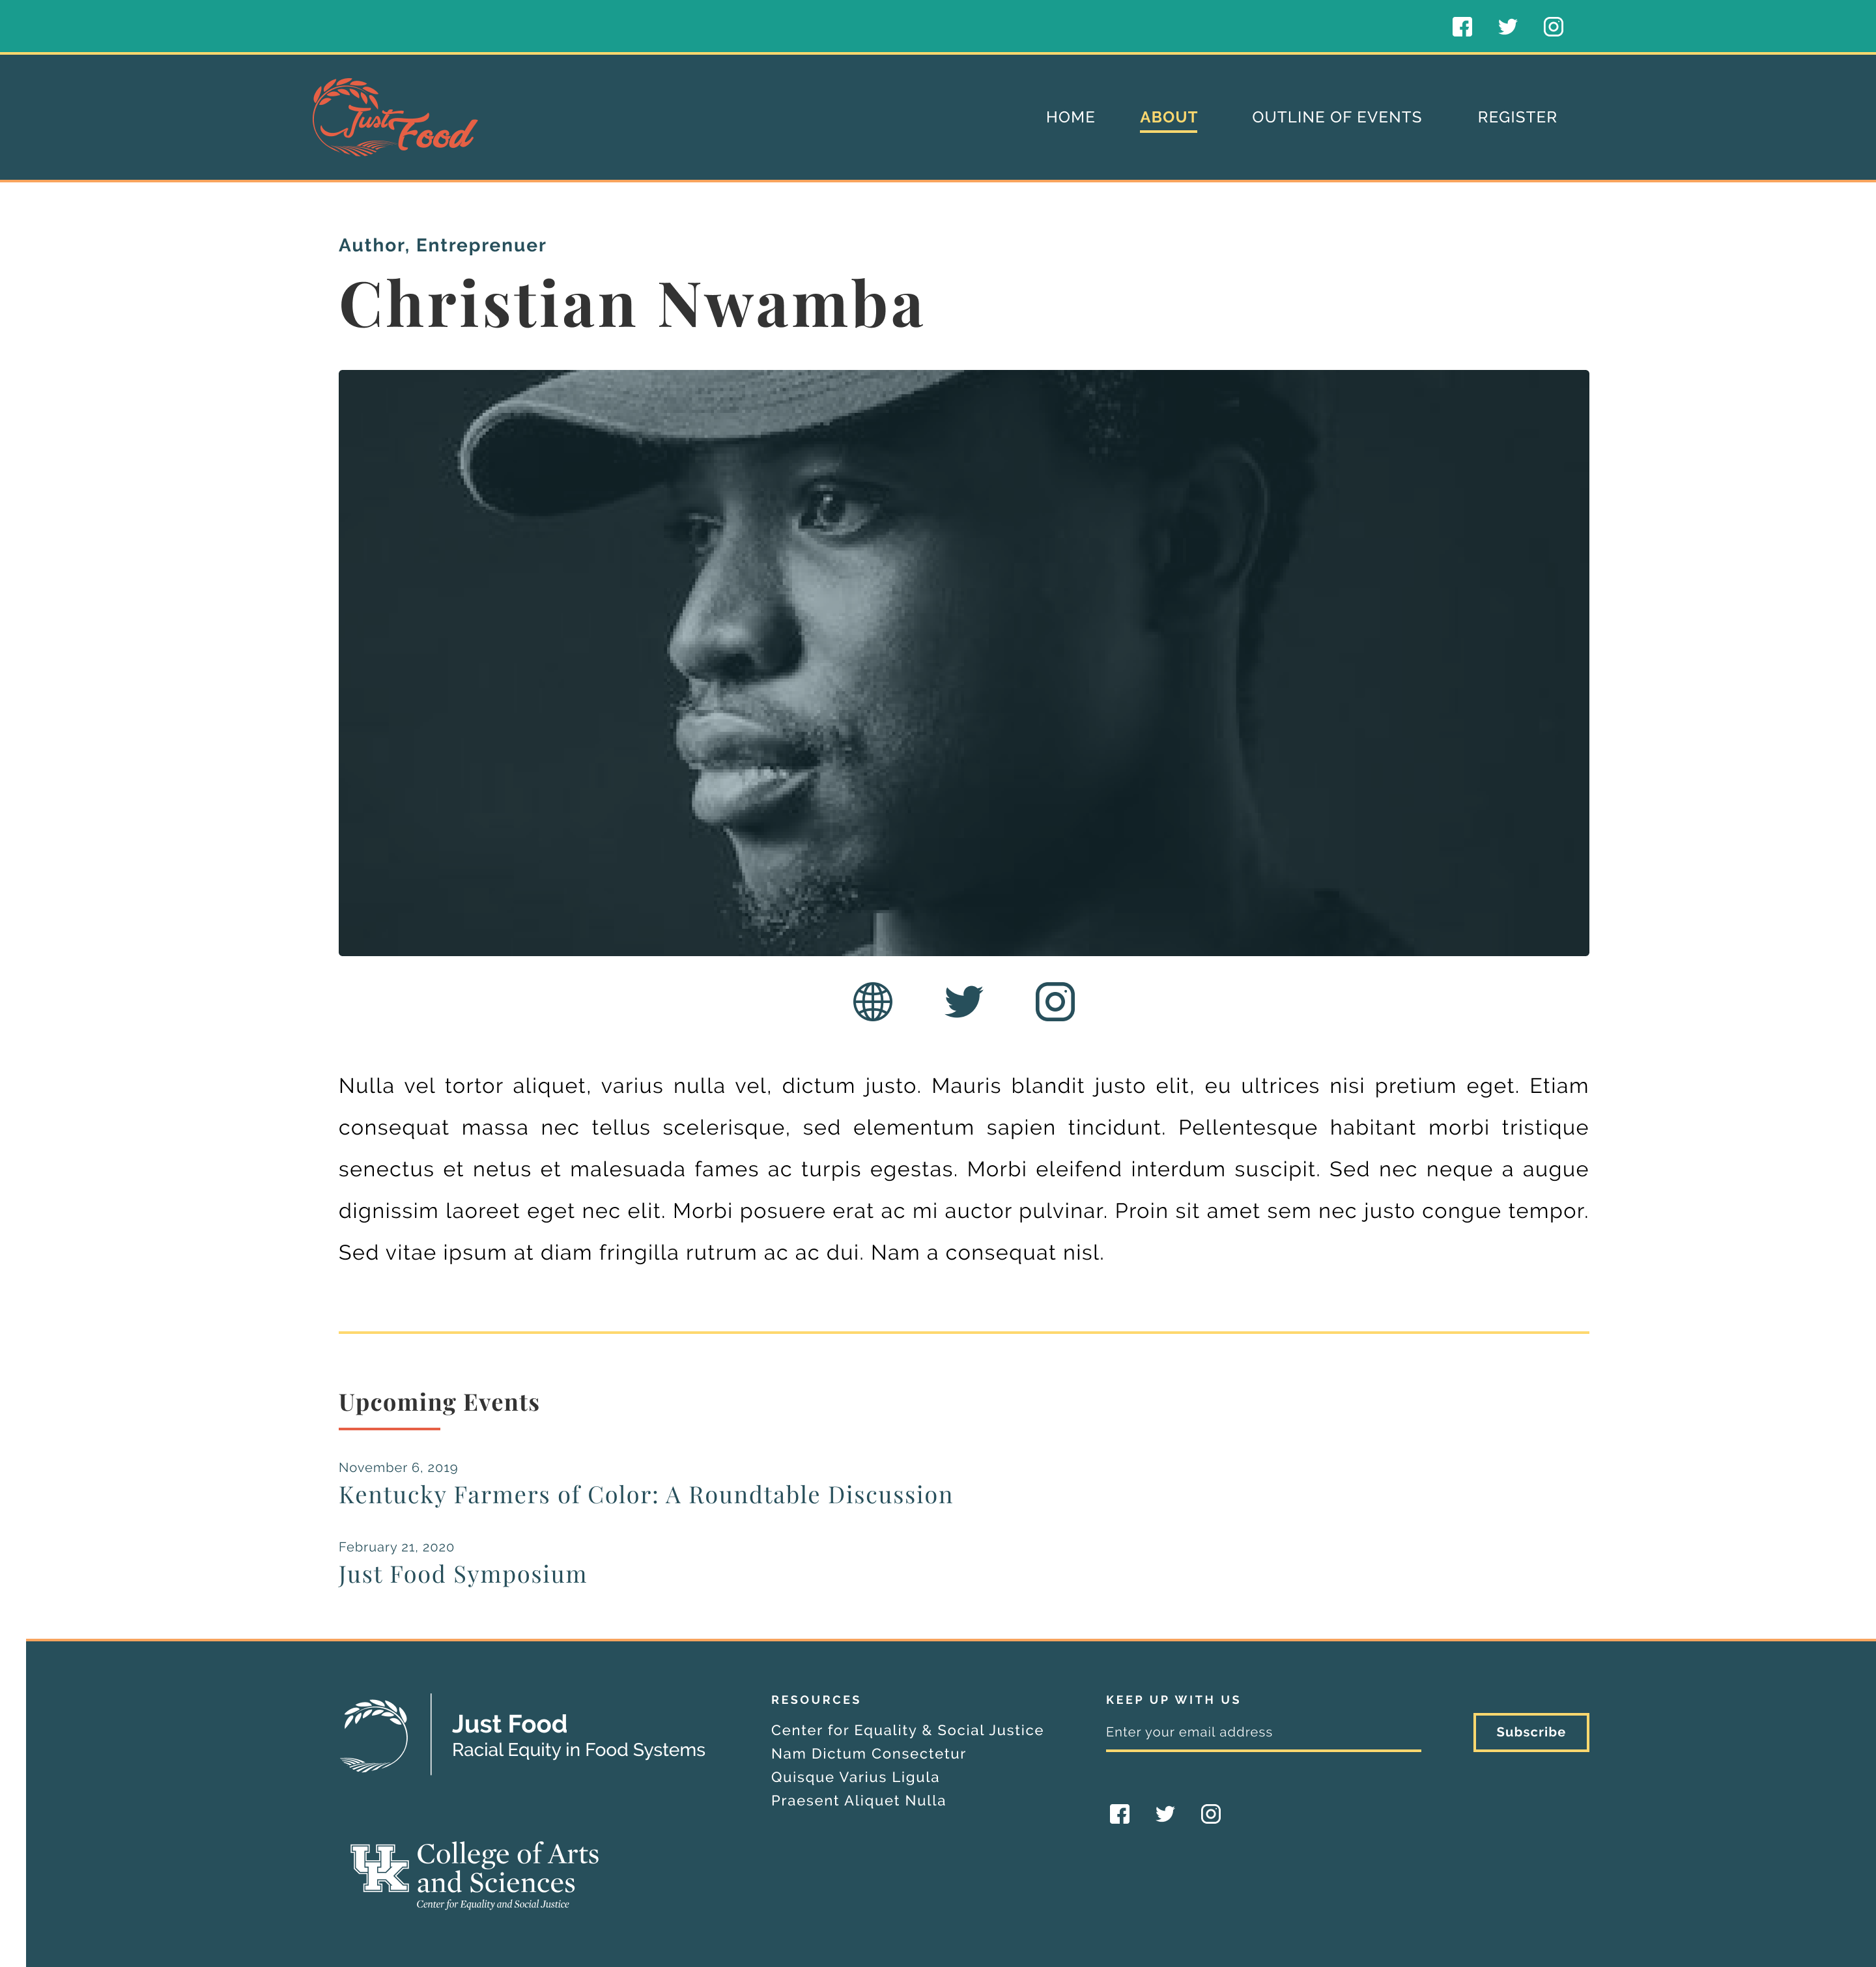 Just Food
HOME ABOUT OUTLINE OF EVENTS REGISTER
Author, Entreprenuer
Christian Nwamba
Nulla vel tortor aliquet, varius nulla vel, dictum justo. Mauris blandit justo elit, eu ultrices nisi pretium eget. Etiam
consequat massa nec tellus scelerisque, sed elementum sapien tincidunt. Pellentesque habitant morbi tristique
senectus et netus et malesuada fames ac turpis egestas. Morbi eleifend interdum suscipit. Sed nec neque a augue
dignissim laoreet eget nec elit. Morbi posuere erat ac mi auctor pulvinar. Proin sit amet sem nec justo congue tempor.
Sed vitae ipsum at diam fringilla rutrum ac ac dui. Nam a consequat nisl.
Upcoming Events
November 6, 2019
Kentucky Farmers of Color: A Roundtable Discussion
February 21, 2020
Just Food Symposium
Just Food
Racial Equity in Food Systems
UK College of Arts
and Sciences
Center for Equality and Social Justice
RESOURCES
Center for Equality & Social Justice
Nam Dictum Consectetur
Quisque Varius Ligula
Praesent Aliquet Nulla
KEEP UP WITH US
Enter your email address
Subscribe